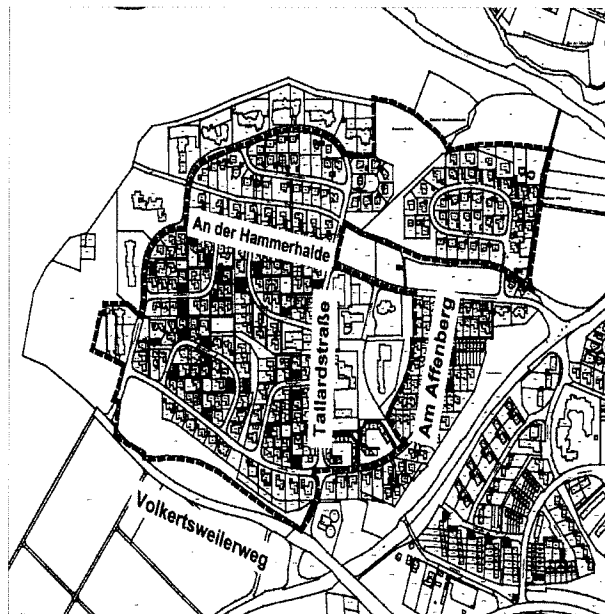 An der Hammerhalde
Tallardstraße
Am Affenberg
Volkertsweilerweg